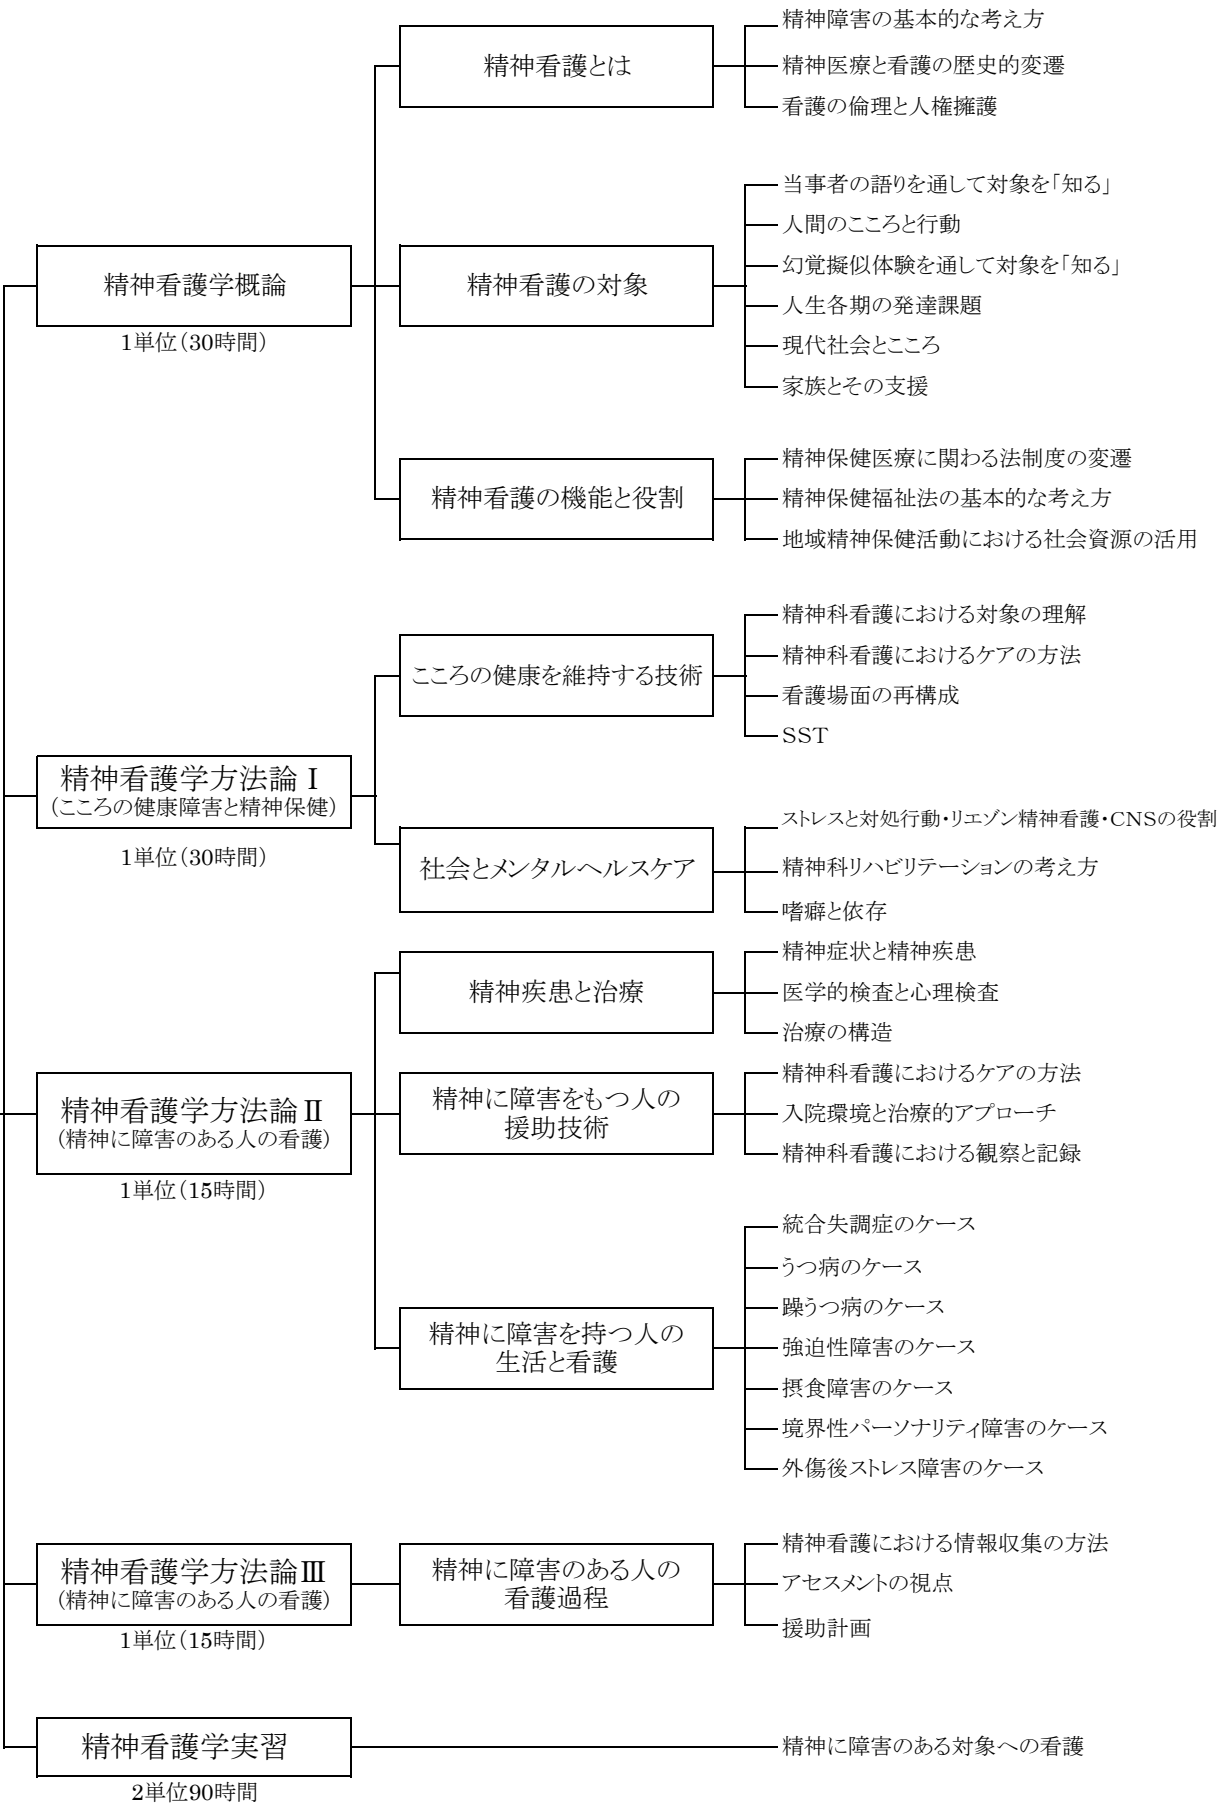 精神看護学概論
1単位(30時間)
精神看護とは
精神障害の基本的な考え方
精神医療と看護の歴史的変遷
看護の倫理と人権擁護
精神看護の対象
当事者の語りを通して対象を「知る」
人間のこころと行動
幻覚擬似体験を通して対象を「知る」
人生各期の発達課題
現代社会とこころ
家族とその支援
精神看護の機能と役割
精神保健医療に関わる法制度の変遷
精神保健福祉法の基本的な考え方
地域精神保健活動における社会資源の活用
精神看護学方法論Ⅰ
(こころの健康障害と精神保健)
1単位(30時間)
こころの健康を維持する技術
精神科看護における対象の理解
精神科看護におけるケアの方法
看護場面の再構成
SST
社会とメンタルヘルスケア
ストレスと対処行動・リエゾン精神看護・CNSの役割
精神科リハビリテーションの考え方
嗜癖と依存
精神看護学方法論Ⅱ
(精神に障害のある人の看護)
1単位(15時間)
精神疾患と治療
精神症状と精神疾患
医学的検査と心理検査
治療の構造
精神に障害をもつ人の
援助技術
精神科看護におけるケアの方法
入院環境と治療的アプローチ
精神科看護における観察と記録
精神に障害を持つ人の
生活と看護
統合失調症のケース
うつ病のケース
躁うつ病のケース
強迫性障害のケース
摂食障害のケース
境界性パーソナリティ障害のケース
外傷後ストレス障害のケース
精神看護学方法論Ⅲ
(精神に障害のある人の看護)
1単位(15時間)
精神に障害のある人の
看護過程
精神看護における情報収集の方法
アセスメントの視点
援助計画
精神看護学実習
2単位90時間
精神に障害のある対象への看護